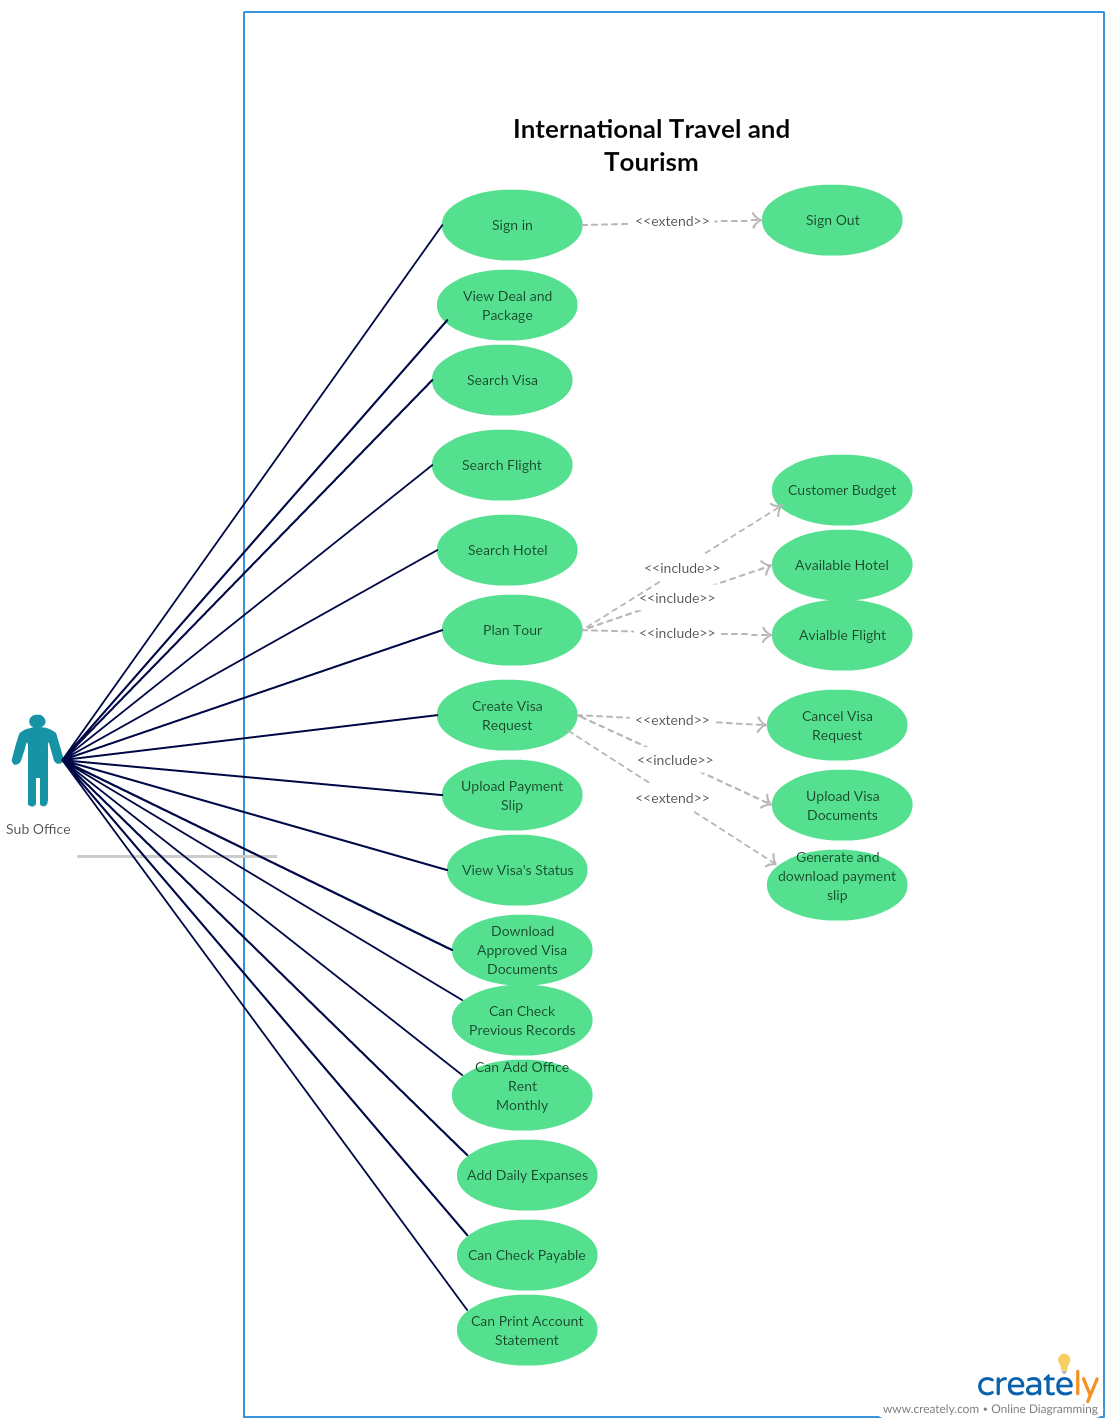 International Travel and
Tourism
Sign in
<<extend>>
Sign Out
View Deal and
Package
Search Visa
Search Flight
Customer Budget
Search Hotel
Available Hotel
<<include>>
<<include>>
Plan Tour
<<include>>
Avialble Flight
Create Visa
Request
<<extend>>
Cancel Visa
Request
<<include>>
Upload Payment
Slip
<<extend>>
Upload Visa
Documents
Sub Office
View Visa's Status
Generate and
download payment
slip
Download
Approved Visa
Documents
Can Check
Previous Records
Can Add Office
Rent
Monthly
Add Daily Expanses
Can Check Payable
Can Print Account
Statement
creately
www.creately.com • Online Diagramming